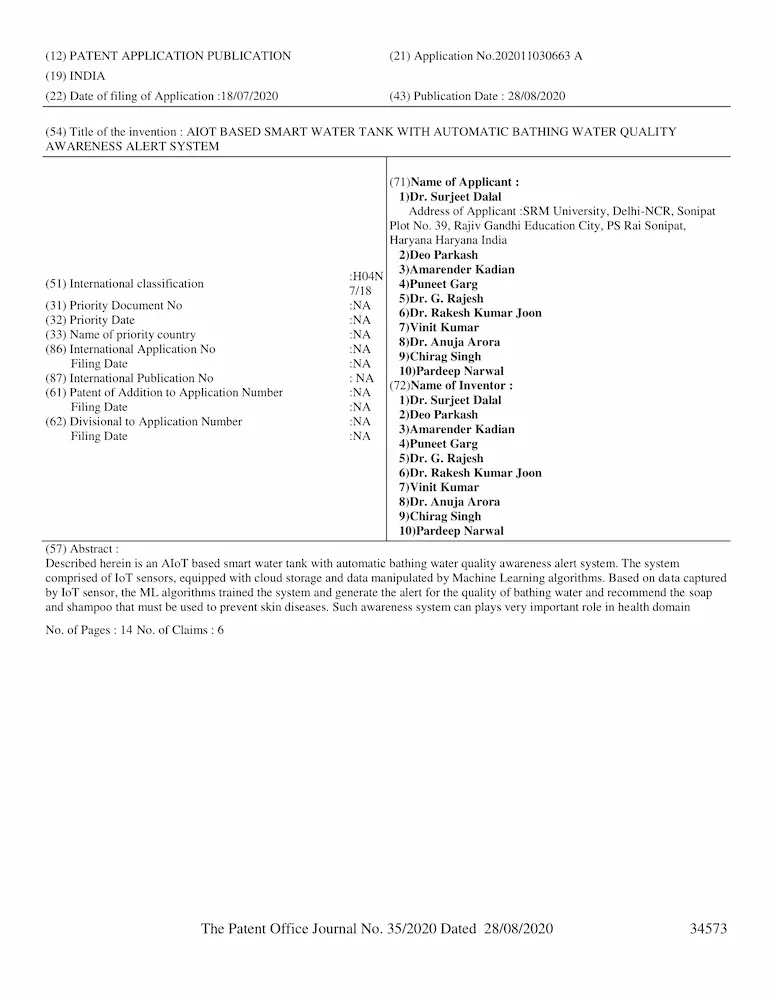 (12) PATENT APPLICATION PUBLICATION (21) Application No.202011030663 A
(19) INDIA
(22) Date of filing of Application :18/07/2020 (43) Publication Date : 28/08/2020
(54) Title of the invention : AIOT BASED SMART WATER TANK WITH AUTOMATIC BATHING WATER QUALITY
AWARENESS ALERT SYSTEM
(51) International classification :H04N
7/18
(31) Priority Document No :NA
(32) Priority Date :NA
(33) Name of priority country :NA
(86) International Application No :NA
Filing Date :NA
(87) International Publication No : NA
(61) Patent of Addition to Application Number :NA
Filing Date :NA
(62) Divisional to Application Number :NA
Filing Date :NA
(71)Name of Applicant :
1)Dr. Surjeet Dalal
Address of Applicant :SRM University, Delhi-NCR, Sonipat
Plot No. 39, Rajiv Gandhi Education City, PS Rai Sonipat,
Haryana Haryana India
2)Deo Parkash
3)Amarender Kadian
4)Puneet Garg
5)Dr. G. Rajesh
6)Dr. Rakesh Kumar Joon
7)Vinit Kumar
8)Dr. Anuja Arora
9)Chirag Singh
10)Pardeep Narwal
(72)Name of Inventor :
1)Dr. Surjeet Dalal
2)Deo Parkash
3)Amarender Kadian
4)Puneet Garg
5)Dr. G. Rajesh
6)Dr. Rakesh Kumar Joon
7)Vinit Kumar
8)Dr. Anuja Arora
9)Chirag Singh
10)Pardeep Narwal
(57) Abstract :
Described herein is an AIoT based smart water tank with automatic bathing water quality awareness alert system. The system
comprised of IoT sensors, equipped with cloud storage and data manipulated by Machine Learning algorithms. Based on data captured
by IoT sensor, the ML algorithms trained the system and generate the alert for the quality of bathing water and recommend the soap
and shampoo that must be used to prevent skin diseases. Such awareness system can plays very important role in health domain
No. of Pages : 14 No. of Claims : 6
The Patent Office Journal No. 35/2020 Dated 28/08/2020 34573